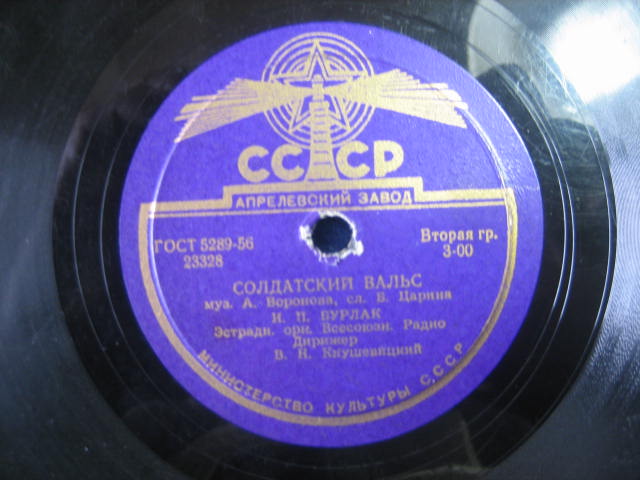 СССР
АПРЕЛЕВСКИЙ ЗАВОД
ГОСТ 5289-56
23328
Вторая гр.
3-00
СОЛДАТСКИЙ ВАЛЬС
муз. А. Воронова, сл. Б. Царина
И. П. БУРЛАК
Эстрадн. орк. Всесоюзн. Радио
Дирижер
В. Н. Кнушевицкий
МИНИСТЕРСТВО КУЛЬТУРЫ СССР